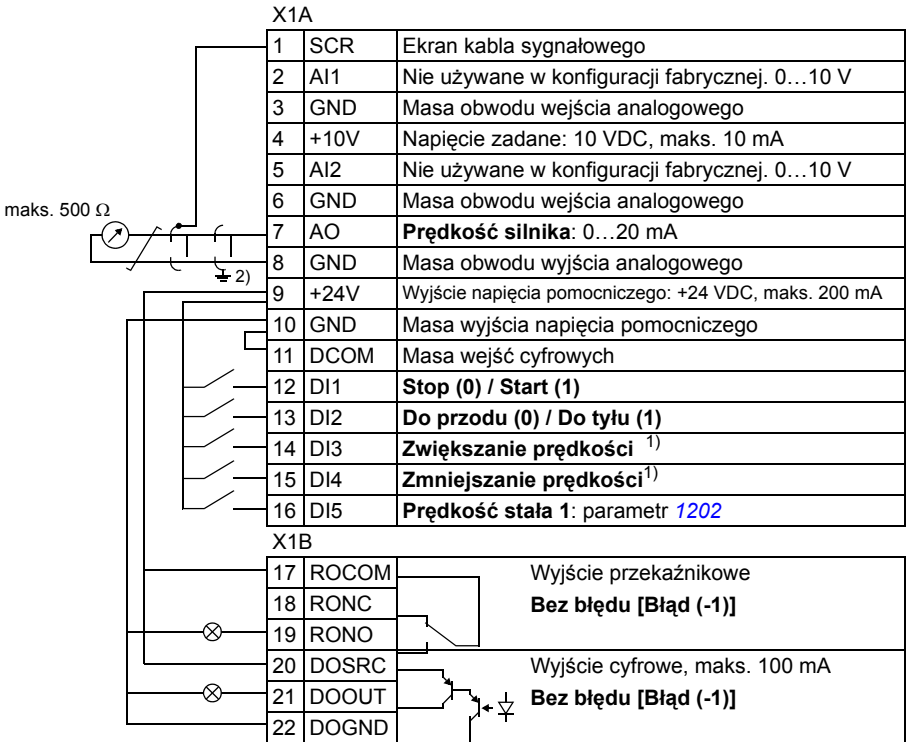 X1A
1 SCR Ekran kabla sygnałowego
2 AI1 Nie używane w konfiguracji fabrycznej. 0…10 V
3 GND Masa obwodu wejścia analogowego
4 +10V Napięcie zadane: 10 VDC, maks. 10 mA
5 AI2 Nie używane w konfiguracji fabrycznej. 0…10 V
6 GND Masa obwodu wejścia analogowego
maks. 500 Ω
7 AO Prędkość silnika: 0…20 mA
8 GND Masa obwodu wyjścia analogowego
2)
9 +24V Wyjście napięcia pomocniczego: +24 VDC, maks. 200 mA
10 GND Masa wyjścia napięcia pomocniczego
11 DCOM Masa wejść cyfrowych
12 DI1 Stop (0) / Start (1)
13 DI2 Do przodu (0) / Do tyłu (1)
14 DI3 Zwiększanie prędkości 1)
15 DI4 Zmniejszanie prędkości1)
16 DI5 Prędkość stała 1: parametr 1202
X1B
17 ROCOM Wyjście przekaźnikowe
18 RONC Bez błędu [Błąd (-1)]
19 RONO
20 DOSRC Wyjście cyfrowe, maks. 100 mA
21 DOOUT Bez błędu [Błąd (-1)]
22 DOGND